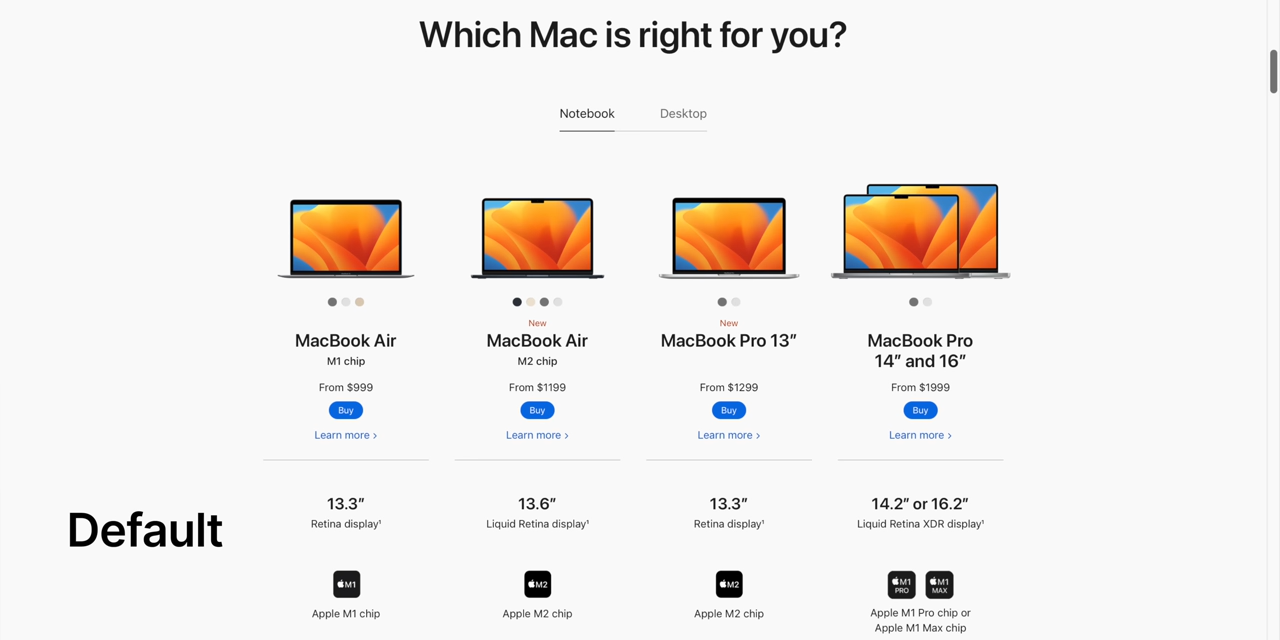 Which Mac is right for you?
Notebook
Desktop
MacBook Air
M1 chip
From $999
Buy
Learn more >
New
MacBook Air
M2 chip
From $1199
Buy
Learn more >
New
MacBook Pro 13”
From $1299
Buy
Learn more >
MacBook Pro
14” and 16”
From $1999
Buy
Learn more >
Default
13.3”
Retina display¹
13.6”
Liquid Retina display¹
13.3”
Retina display¹
14.2” or 16.2”
Liquid Retina XDR display¹
M1
Apple M1 chip
M2
Apple M2 chip
M2
Apple M2 chip
M1
PRO
M1
MAX
Apple M1 Pro chip or
Apple M1 Max chip